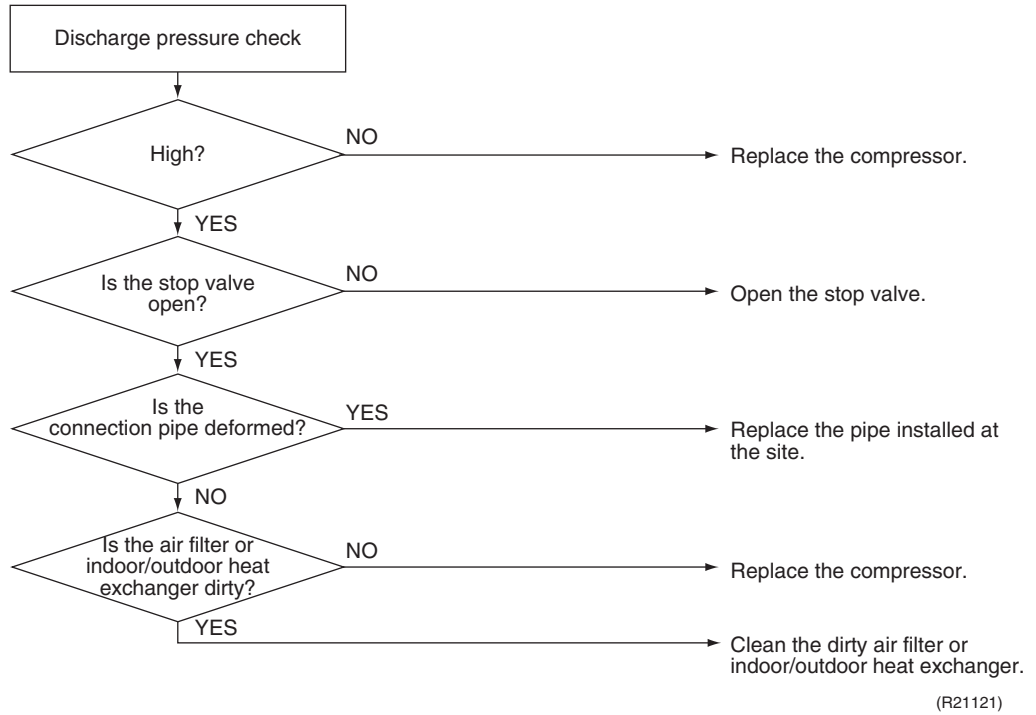 Discharge pressure check
High?
NO
Replace the compressor.
YES
Is the stop valve
open?
NO
Open the stop valve.
YES
Is the
connection pipe deformed?
YES
Replace the pipe installed at
the site.
NO
Is the air filter or
indoor/outdoor heat
exchanger dirty?
NO
Replace the compressor.
YES
Clean the dirty air filter or
indoor/outdoor heat exchanger.
(R21121)